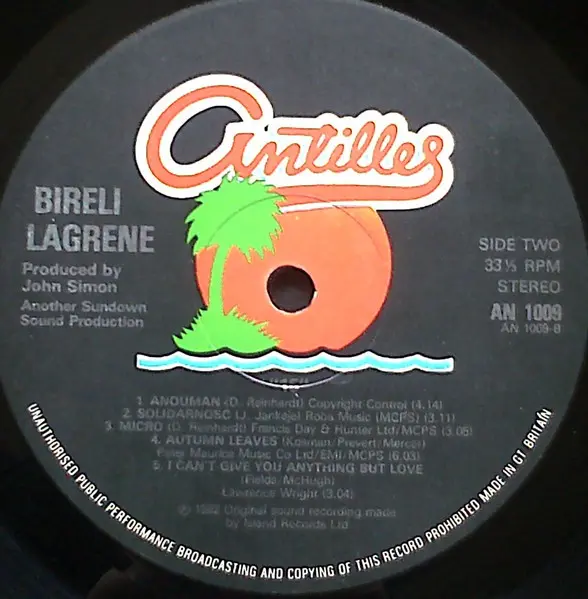 Antilles
BIRELI
LAGRENE
Produced by
John Simon
Another Sundown
Sound Production
SIDE TWO
33⅓ RPM
STEREO
AN 1009
AN 1009-B
1. ANOUMAN (D. Reinhardt) Copyright Control (4.14)
2. SOLIDARNOSC (J. Jankejel Roba Music (MCPS) (3.11)
3. MICRO (D. Reinhardt) Francis Day & Hunter Ltd/MCPS (3.05)
4. AUTUMN LEAVES (Kosman/Prevert/Mercer)
Peter Maurice Music Co Ltd/EMI/MCPS (6.03)
5. I CAN'T GIVE YOU ANYTHING BUT LOVE
(Fields/McHugh)
Lawrence Wright (3.04)
℗ 1982 Original sound recording made
by Island Records Ltd
UNAUTHORISED PUBLIC PERFORMANCE BROADCASTING AND COPYING OF THIS RECORD PROHIBITED MADE IN GT BRITAIN